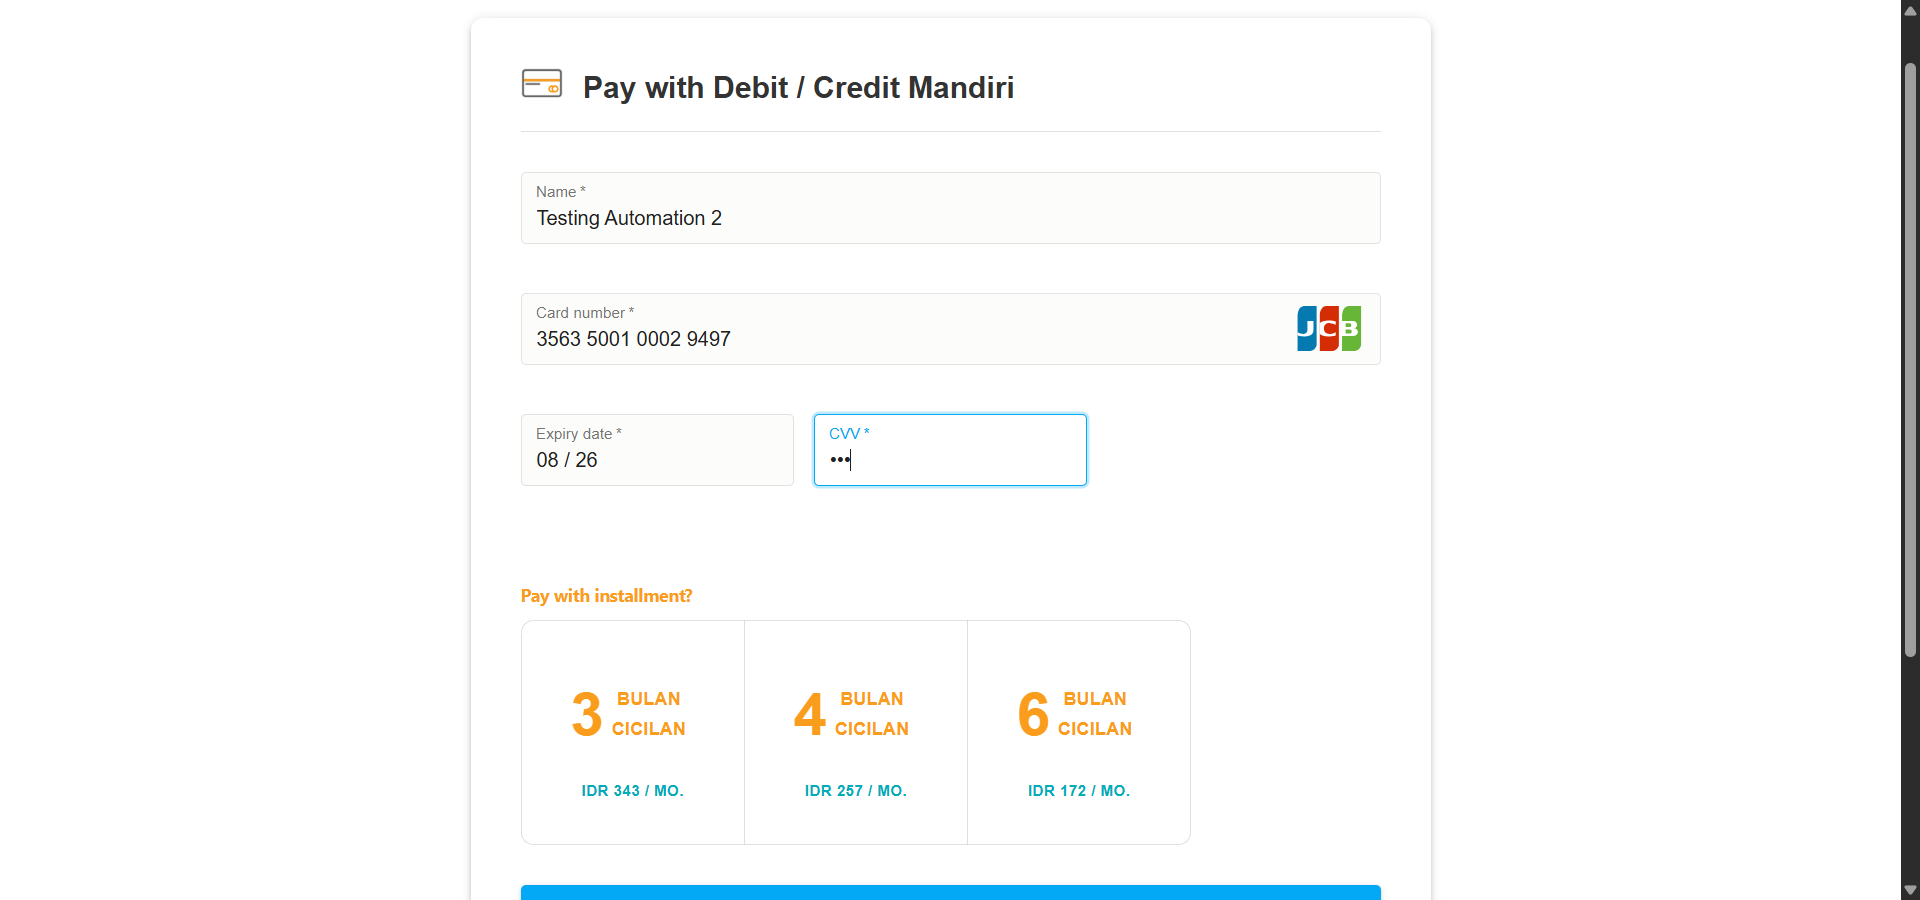 Pay with Debit / Credit Mandiri
Name *
Testing Automation 2
Card number *
3563 5001 0002 9497
JCB
Expiry date *
08 / 26
CVV *
•••
Pay with installment?
3 BULAN CICILAN
IDR 343 / MO.
4 BULAN CICILAN
IDR 257 / MO.
6 BULAN CICILAN
IDR 172 / MO.